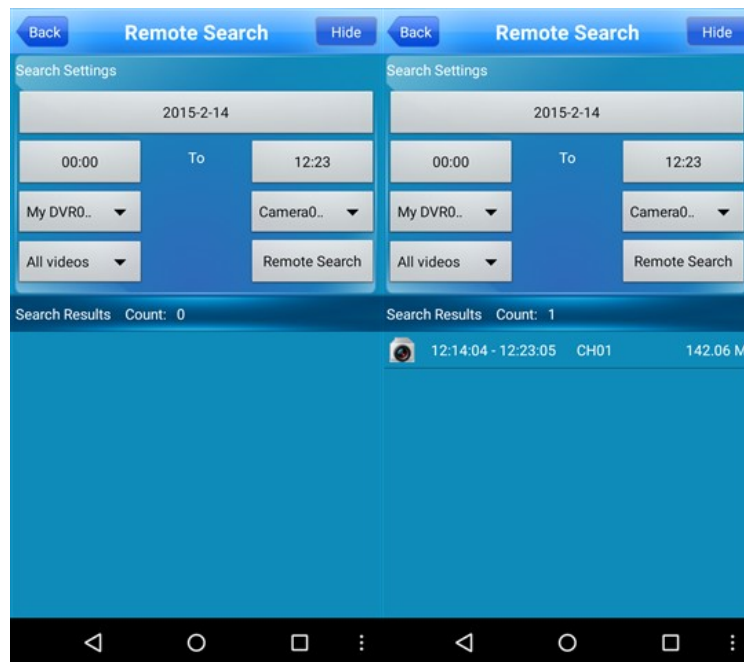 Back Remote Search Hide
Search Settings
2015-2-14
00:00 To 12:23
My DVR0.. Camera0..
All videos Remote Search
Search Results Count: 0
Back Remote Search Hide
Search Settings
2015-2-14
00:00 To 12:23
My DVR0.. Camera0..
All videos Remote Search
Search Results Count: 1
12:14:04 - 12:23:05 CH01 142.06 M